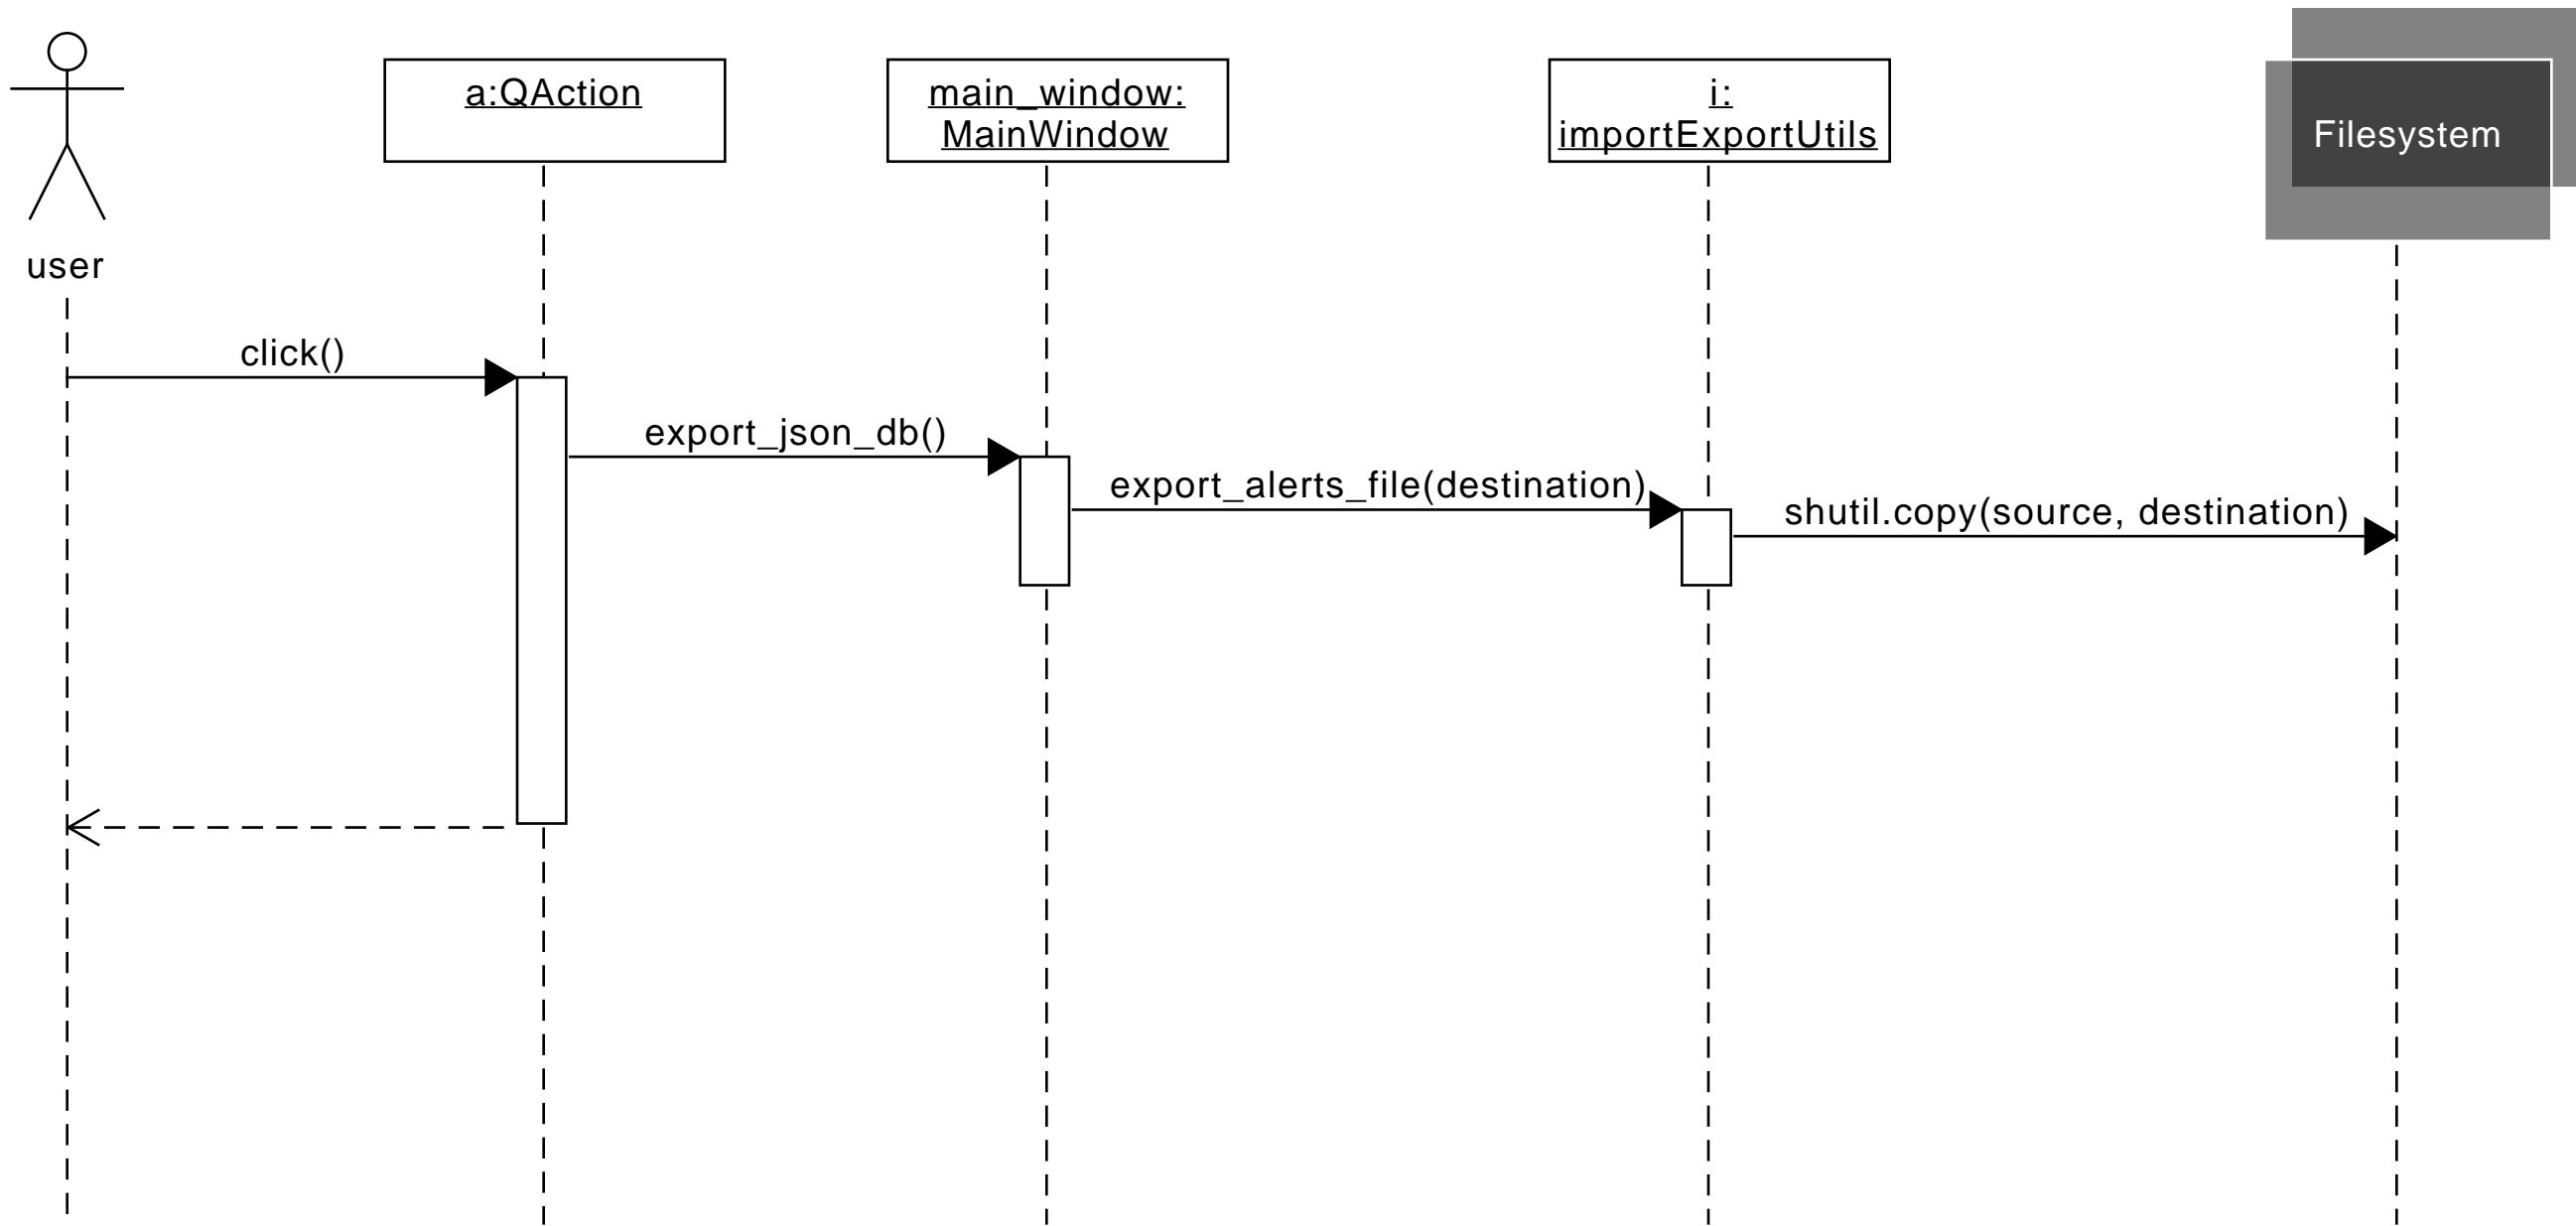 a:QAction
main_window:
MainWindow
i:
importExportUtils
Filesystem
user
click()
export_json_db()
export_alerts_file(destination)
shutil.copy(source, destination)